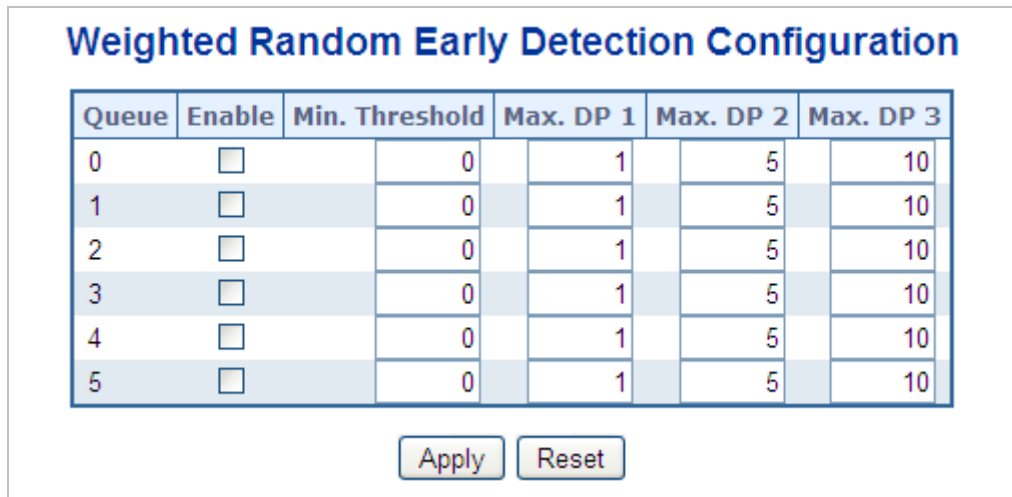 Weighted Random Early Detection Configuration
Queue Enable Min. Threshold Max. DP 1 Max. DP 2 Max. DP 3
0 0 1 5 10
1 0 1 5 10
2 0 1 5 10
3 0 1 5 10
4 0 1 5 10
5 0 1 5 10
Apply Reset